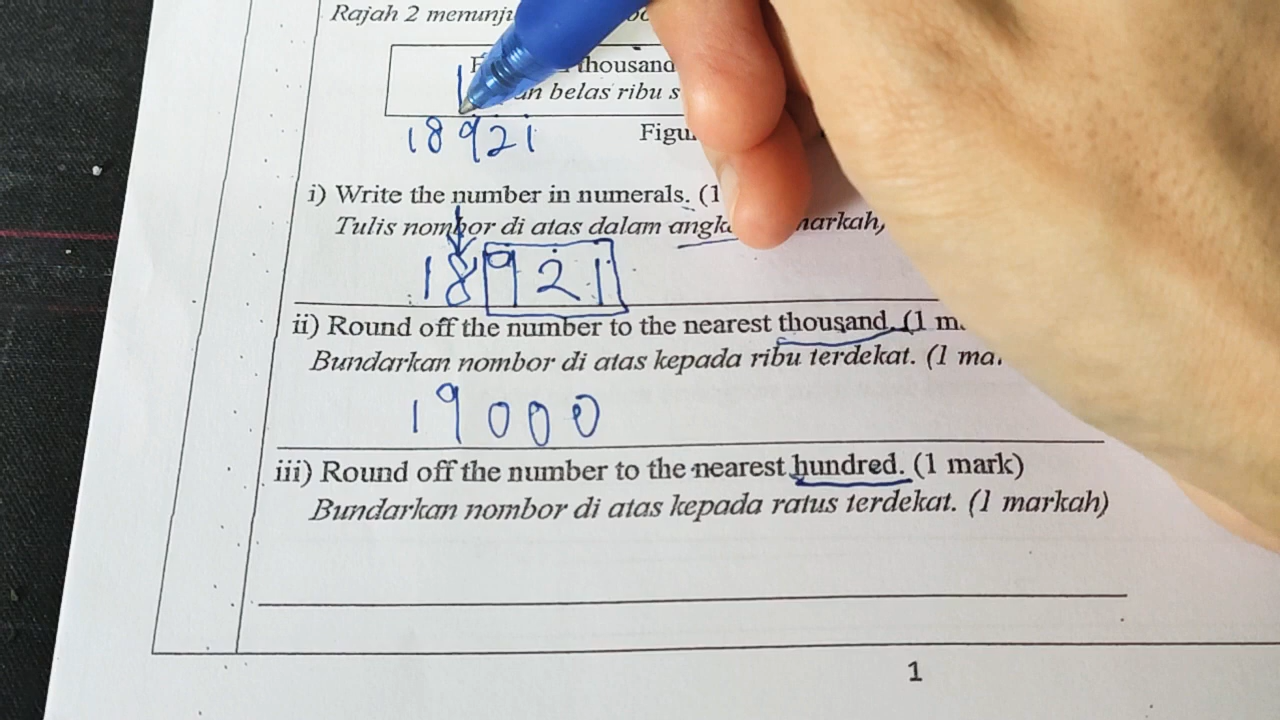 Rajah 2 menunj
thousand
an belas ribu s
18921
Figu
i) Write the number in numerals. (1
Tulis nombor di atas dalam angk markah)
18921
ii) Round off the number to the nearest thousand. (1 m
Bundarkan nombor di atas kepada ribu terdekat. (1 ma
19000
iii) Round off the number to the nearest hundred. (1 mark)
Bundarkan nombor di atas kepada ratus terdekat. (1 markah)
1